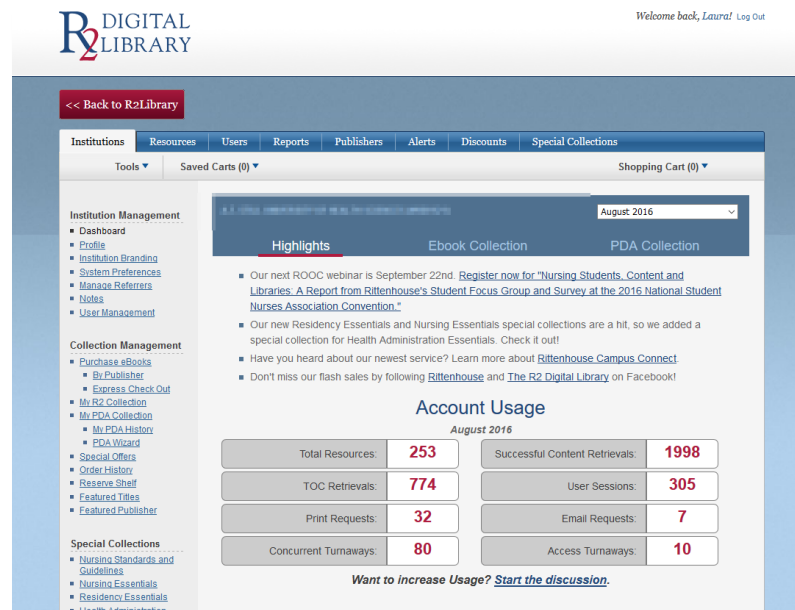 R2 DIGITAL
LIBRARY
Welcome back, Laura! Log Out
<< Back to R2Library
Institutions Resources Users Reports Publishers Alerts Discounts Special Collections
Tools Saved Carts (0) Shopping Cart (0)
Institution Management
Dashboard
Profile
Institution Branding
System Preferences
Manage Referrers
Notes
User Management
Collection Management
Purchase eBooks
By Publisher
Express Check Out
My R2 Collection
My PDA Collection
My PDA History
PDA Wizard
Special Offers
Order History
Reserve Shelf
Featured Titles
Featured Publisher
Special Collections
Nursing Standards and
Guidelines
Nursing Essentials
Residency Essentials
Health Administration
August 2016
Highlights Ebook Collection PDA Collection
Our next ROOC webinar is September 22nd. Register now for "Nursing Students, Content and
Libraries: A Report from Rittenhouse's Student Focus Group and Survey at the 2016 National Student
Nurses Association Convention."
Our new Residency Essentials and Nursing Essentials special collections are a hit, so we added a
special collection for Health Administration Essentials. Check it out!
Have you heard about our newest service? Learn more about Rittenhouse Campus Connect.
Don't miss our flash sales by following Rittenhouse and The R2 Digital Library on Facebook!
Account Usage
August 2016
Total Resources: 253 Successful Content Retrievals: 1998
TOC Retrievals: 774 User Sessions: 305
Print Requests: 32 Email Requests: 7
Concurrent Turnaways: 80 Access Turnaways: 10
Want to increase Usage? Start the discussion.